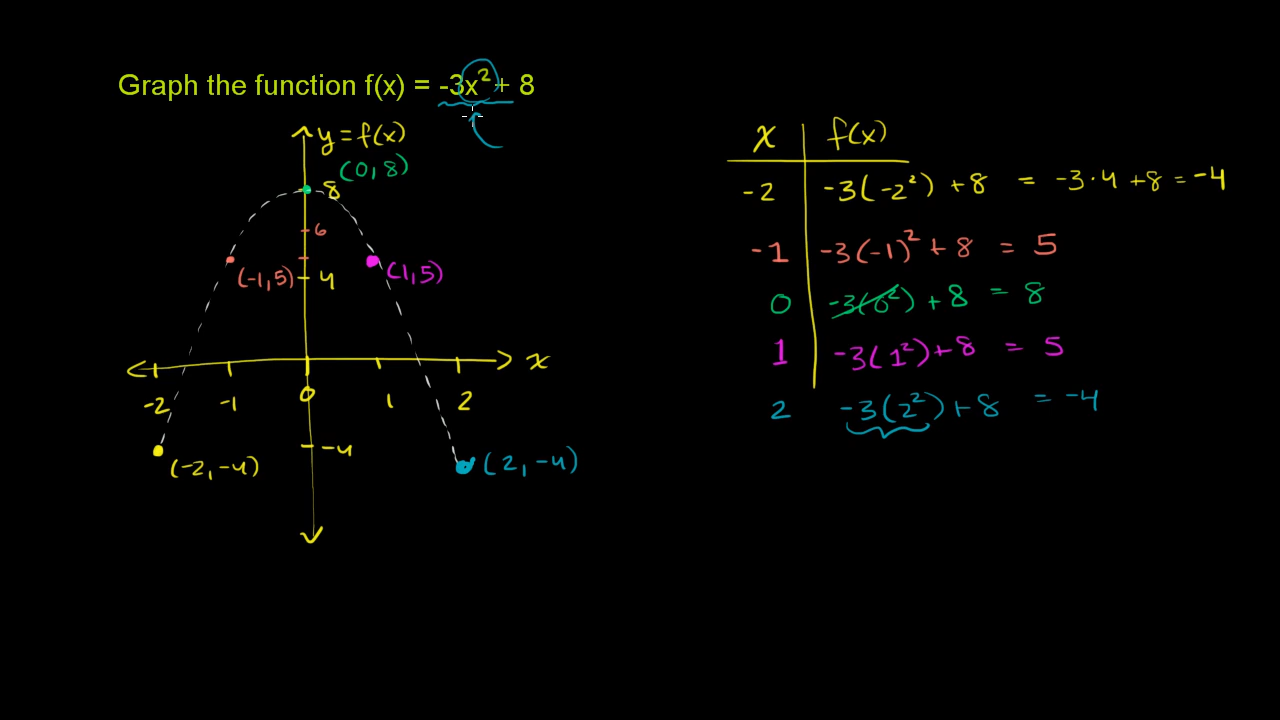 Graph the function f(x) = -3x² + 8
y = f(x)
(0,8)
8
6
(-1,5)
4
(1,5)
x
-2 -1 0 1 2
-4
(-2,-4)
(2,-4)
x f(x)
-2 -3(-2²) +8 = -3·4 +8 = -4
-1 -3(-1)² + 8 = 5
0 -3(0²) + 8 = 8
1 -3(1²)+8 = 5
2 -3(2²)+8 = -4